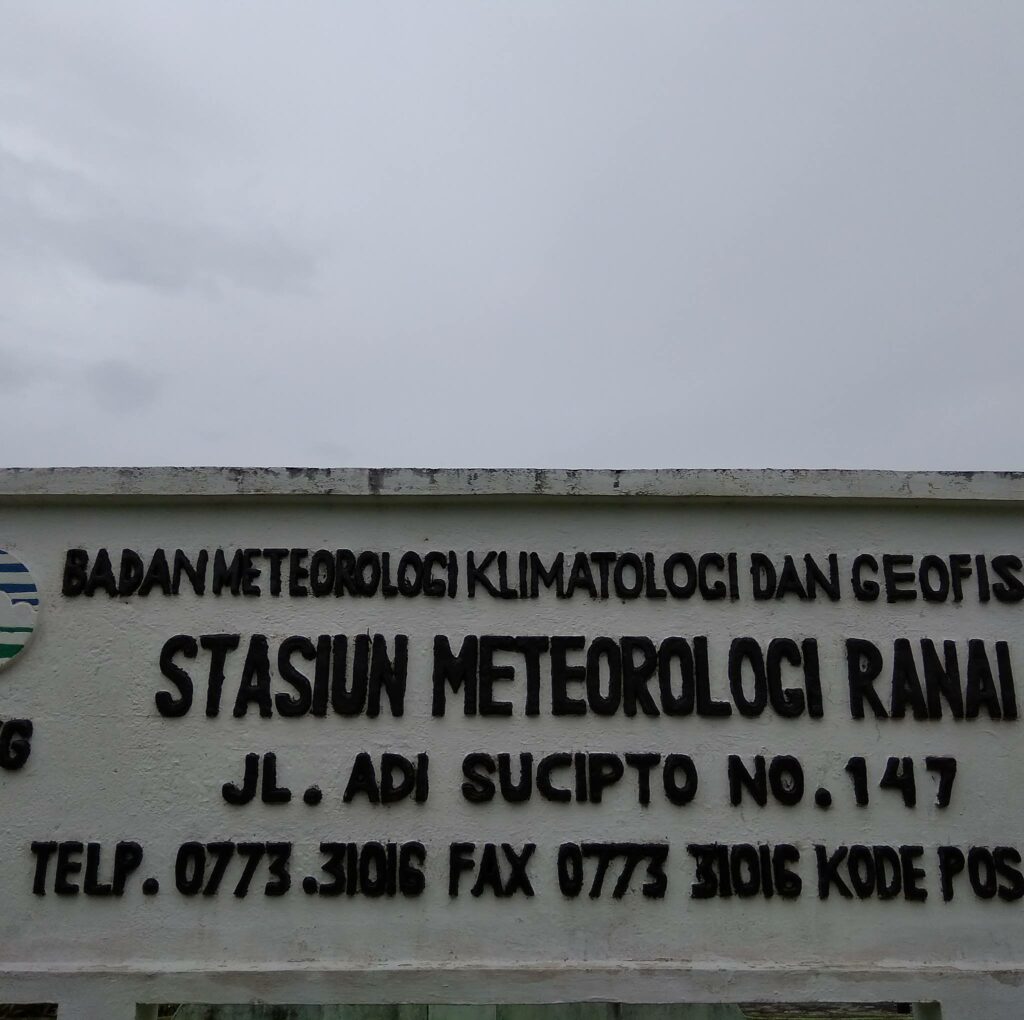 BADAN METEOROLOGI KLIMATOLOGI DAN GEOFIS
STASIUN METEOROLOGI RANAI
JL. ADI SUCIPTO NO. 147
TELP. 0773.31016 FAX 0773 31016 KODE POS